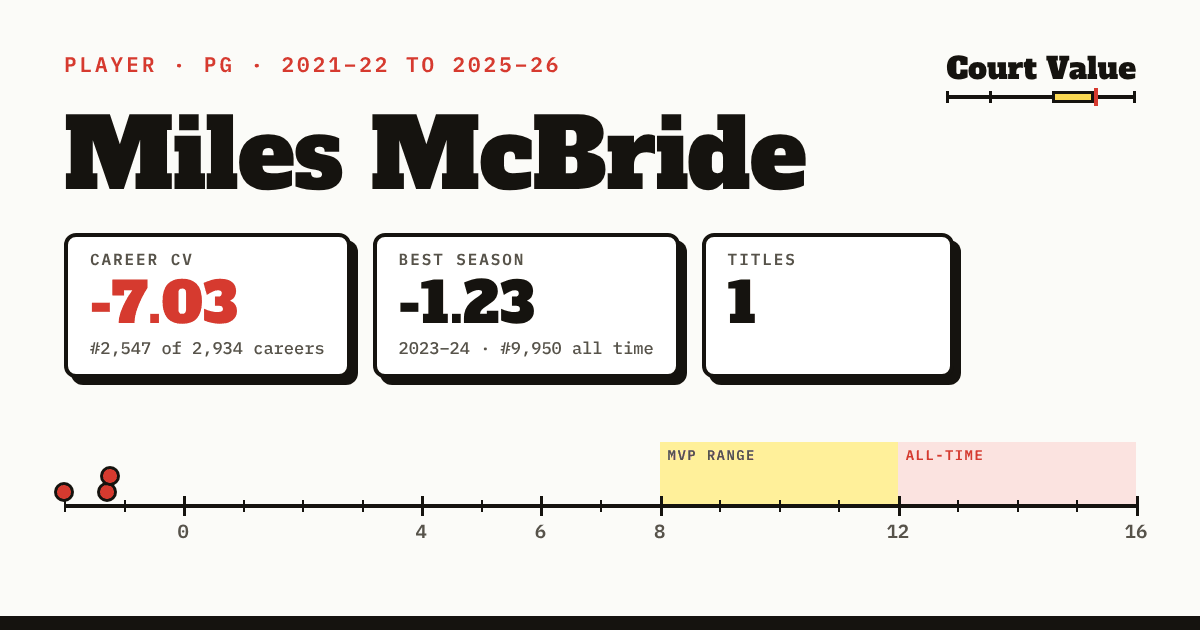 PLAYER · PG · 2021–22 TO 2025–26
Court Value
Miles McBride
CAREER CV
-7.03
#2,547 of 2,934 careers
BEST SEASON
-1.23
2023–24 · #9,950 all time
TITLES
1
MVP RANGE
ALL-TIME
0 4 6 8 12 16